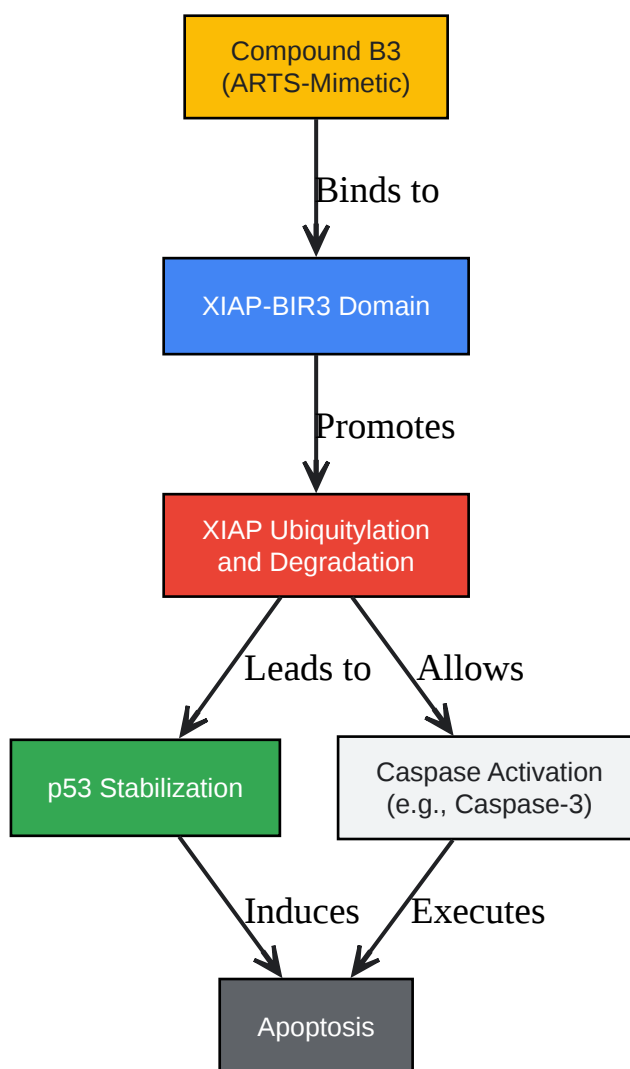 Compound B3
(ARTS-Mimetic)
Binds to
XIAP-BIR3 Domain
Promotes
XIAP Ubiquitylation
and Degradation
Leads to
Allows
p53 Stabilization
Caspase Activation
(e.g., Caspase-3)
Induces
Executes
Apoptosis